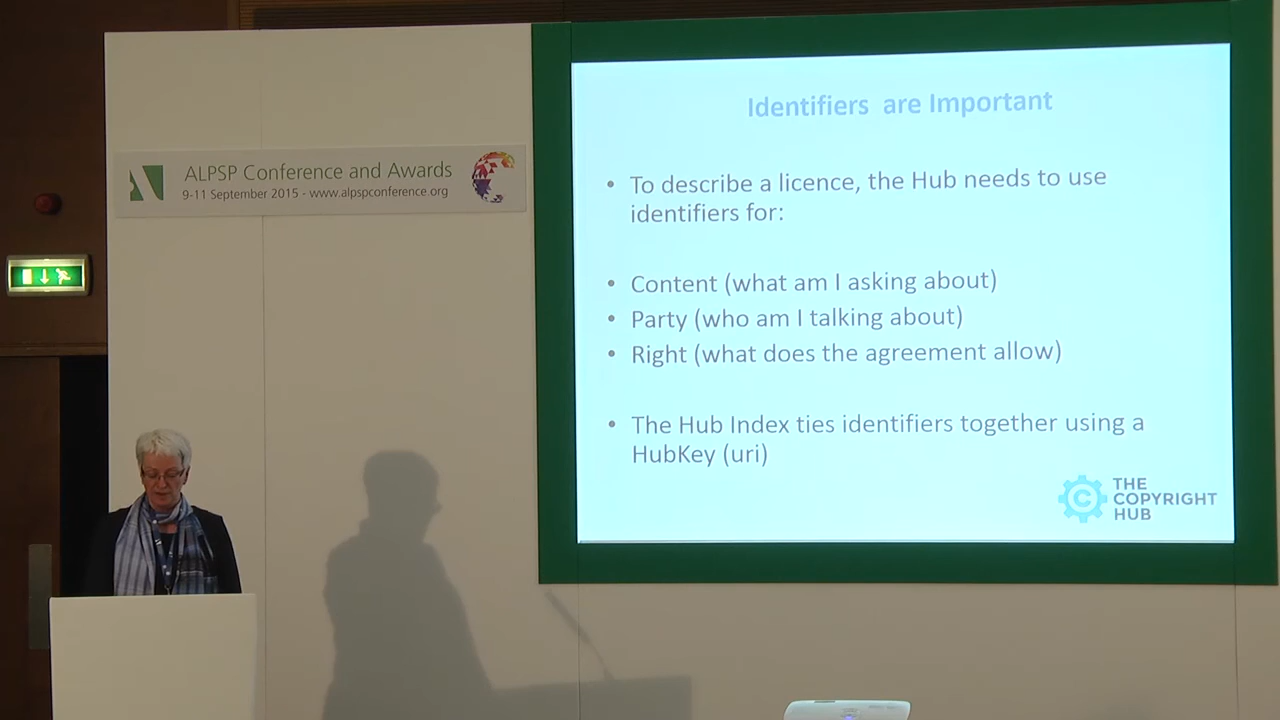 ALPSP Conference and Awards
9-11 September 2015 - www.alpspconference.org
Identifiers are Important
• To describe a licence, the Hub needs to use
identifiers for:
• Content (what am I asking about)
• Party (who am I talking about)
• Right (what does the agreement allow)
• The Hub Index ties identifiers together using a
HubKey (uri)
THE
COPYRIGHT
HUB